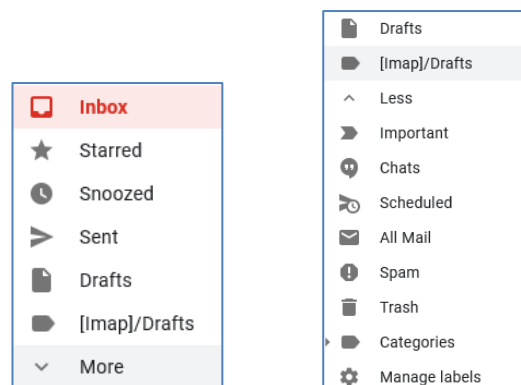 Inbox
Starred
Snoozed
Sent
Drafts
[Imap]/Drafts
More
Drafts
[Imap]/Drafts
Less
Important
Chats
Scheduled
All Mail
Spam
Trash
Categories
Manage labels